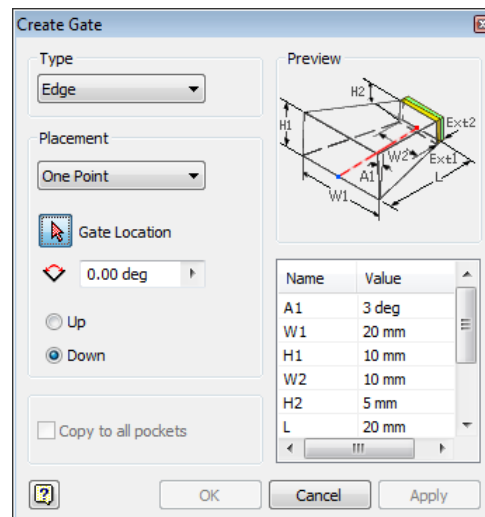 Create Gate
Type
Edge
Placement
One Point
Gate Location
0.00 deg
Up
Down
Copy to all pockets
Preview
H2
H1
Ext2
W2
Ext1
A1
L
W1
Name Value
A1 3 deg
W1 20 mm
H1 10 mm
W2 10 mm
H2 5 mm
L 20 mm
?
OK Cancel Apply